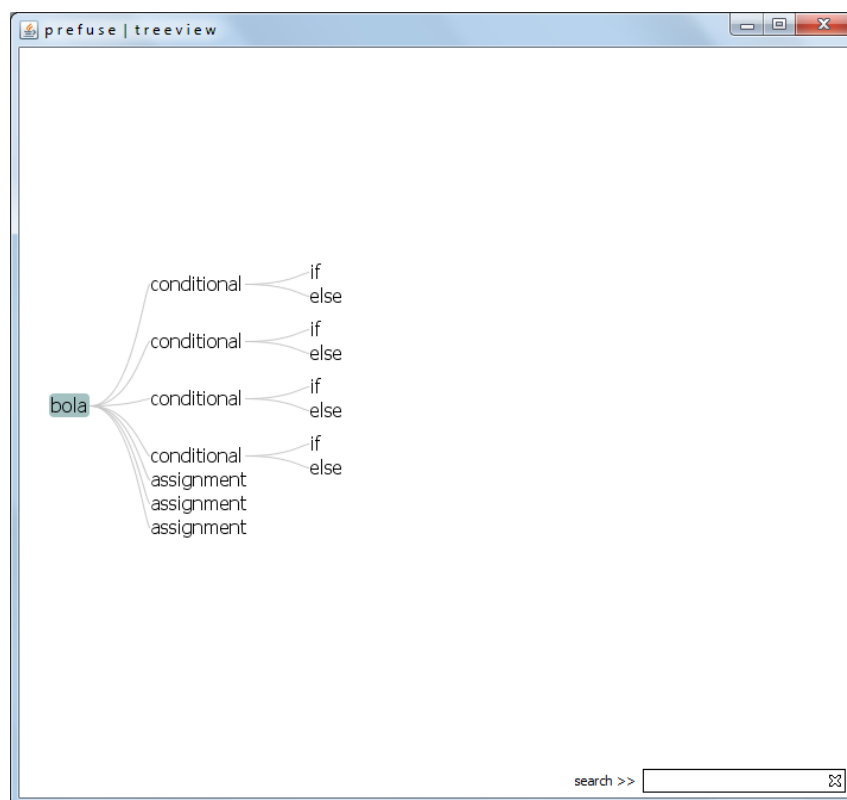 prefuse | treeview
if
conditional
else
if
conditional
else
if
conditional
else
bola
if
conditional
else
assignment
assignment
assignment
search >>